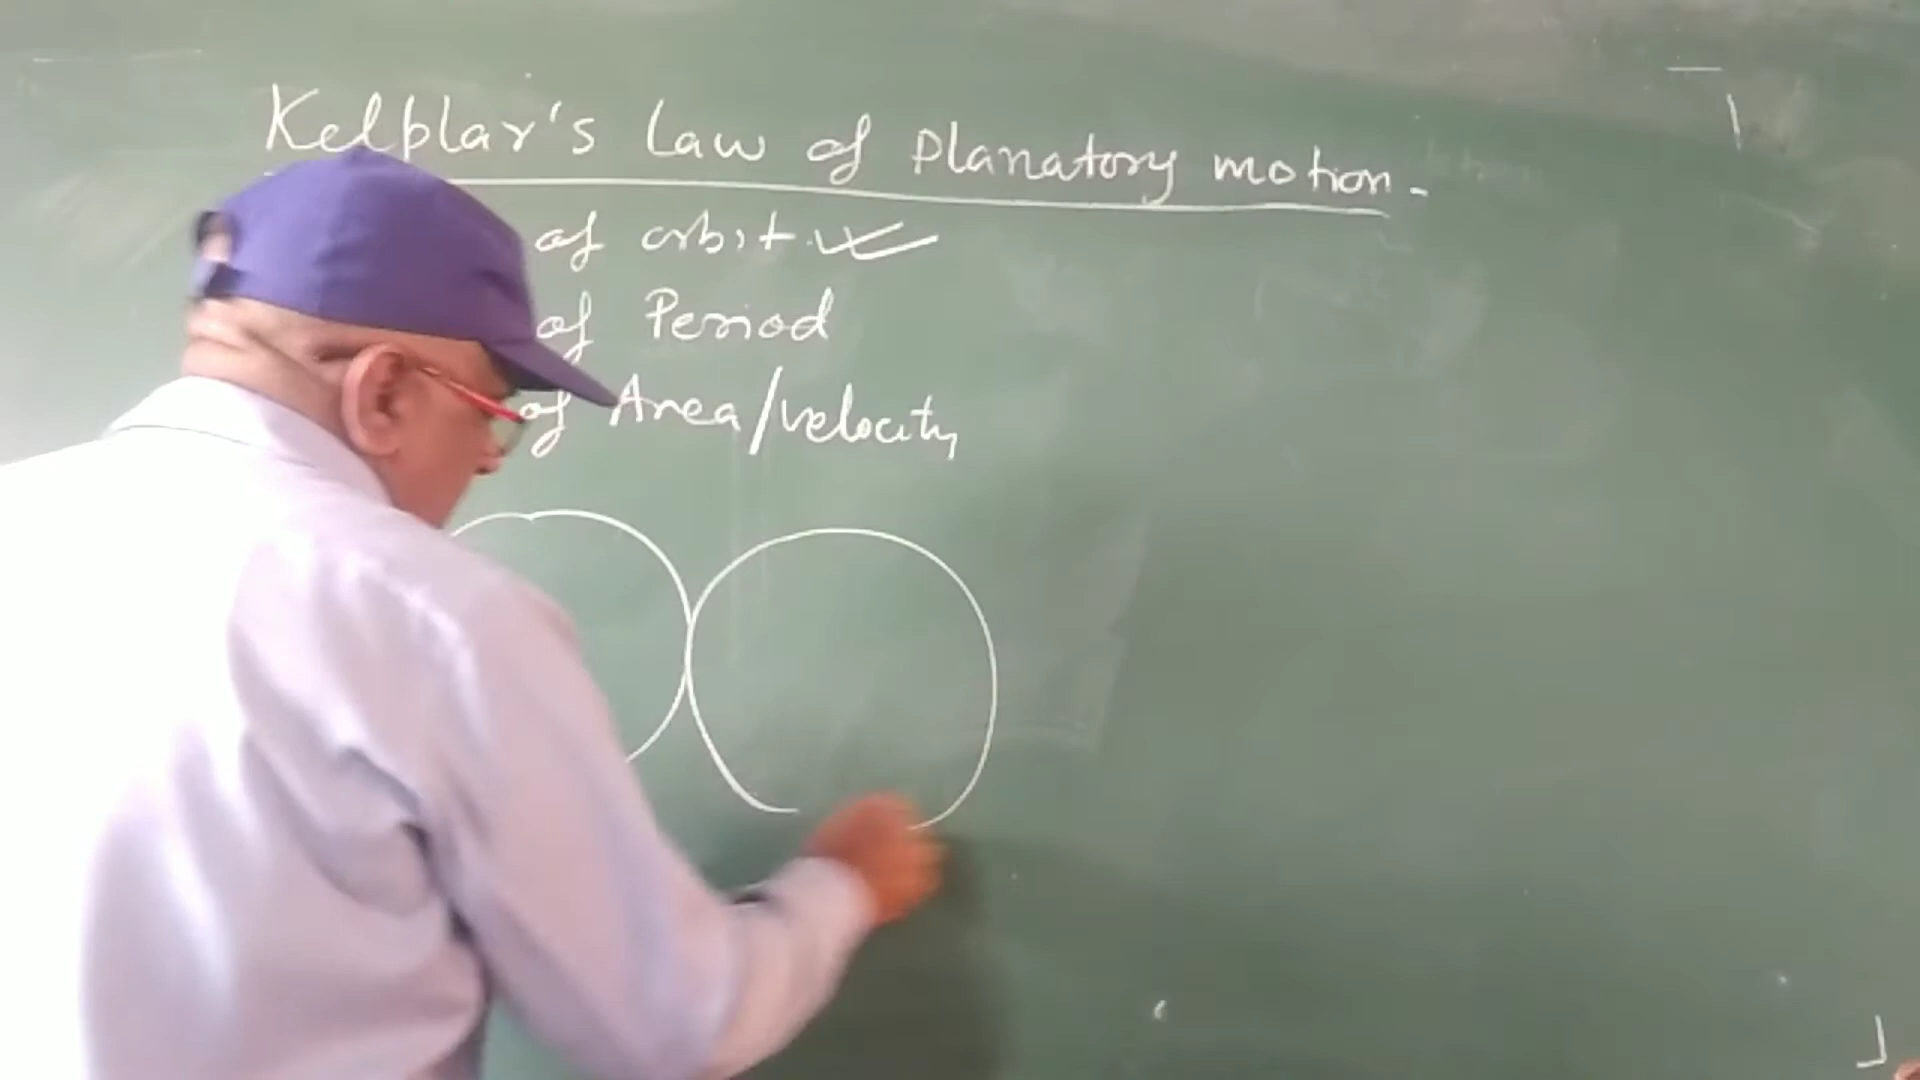 Kelplar's Law of Planatory motion.
of orbit.
of Period
of Area/velocity